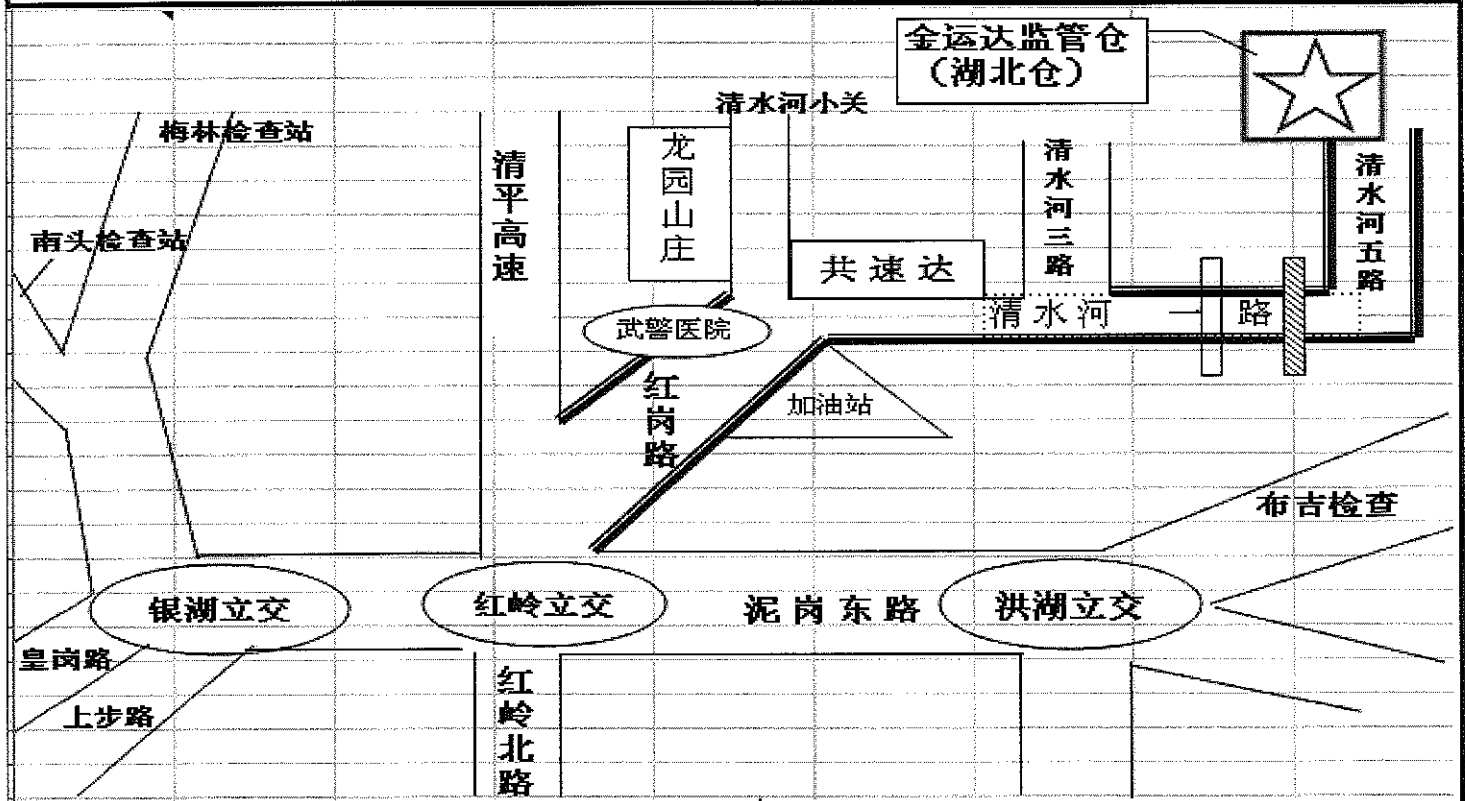 金运达监管仓
（湖北仓）
清水河小关
梅林检查站
龙园山庄
清平高速
清水河三路
清水河五路
南头检查站
共速达
清水河一路
武警医院
红岗路
加油站
布吉检查
银湖立交
红岭立交
泥岗东路
洪湖立交
皇岗路
上步路
红岭北路